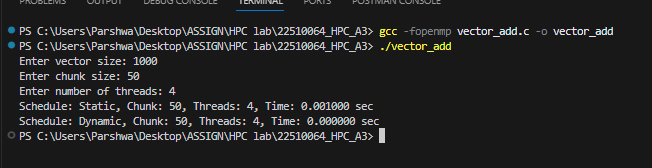 PROBLEMS OUTPUT DEBUG CONSOLE TERMINAL PORTS POSTMAN CONSOLE
PS C:\Users\Parshwa\Desktop\ASSIGN\HPC lab\22510064_HPC_A3> gcc -fopenmp vector_add.c -o vector_add
PS C:\Users\Parshwa\Desktop\ASSIGN\HPC lab\22510064_HPC_A3> ./vector_add
Enter vector size: 1000
Enter chunk size: 50
Enter number of threads: 4
Schedule: Static, Chunk: 50, Threads: 4, Time: 0.001000 sec
Schedule: Dynamic, Chunk: 50, Threads: 4, Time: 0.000000 sec
PS C:\Users\Parshwa\Desktop\ASSIGN\HPC lab\22510064_HPC_A3>